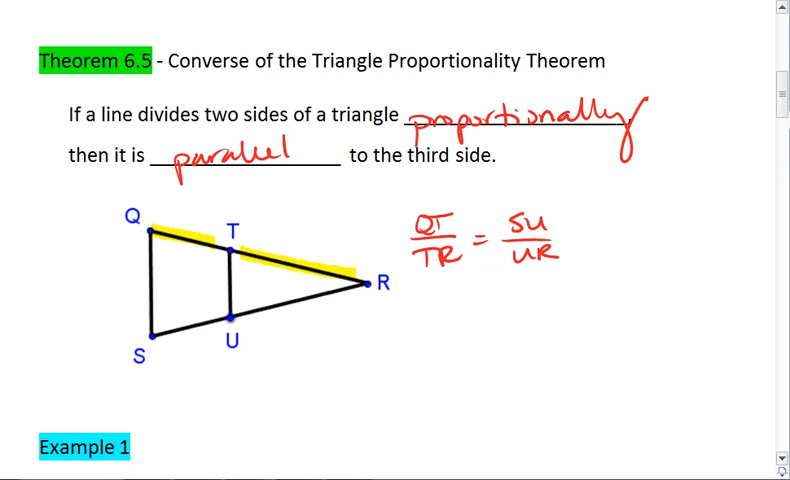 Theorem 6.5 - Converse of the Triangle Proportionality Theorem
If a line divides two sides of a triangle proportionally,
then it is parallel to the third side.
Q
T
QT/TR = SU/UR
R
U
S
Example 1